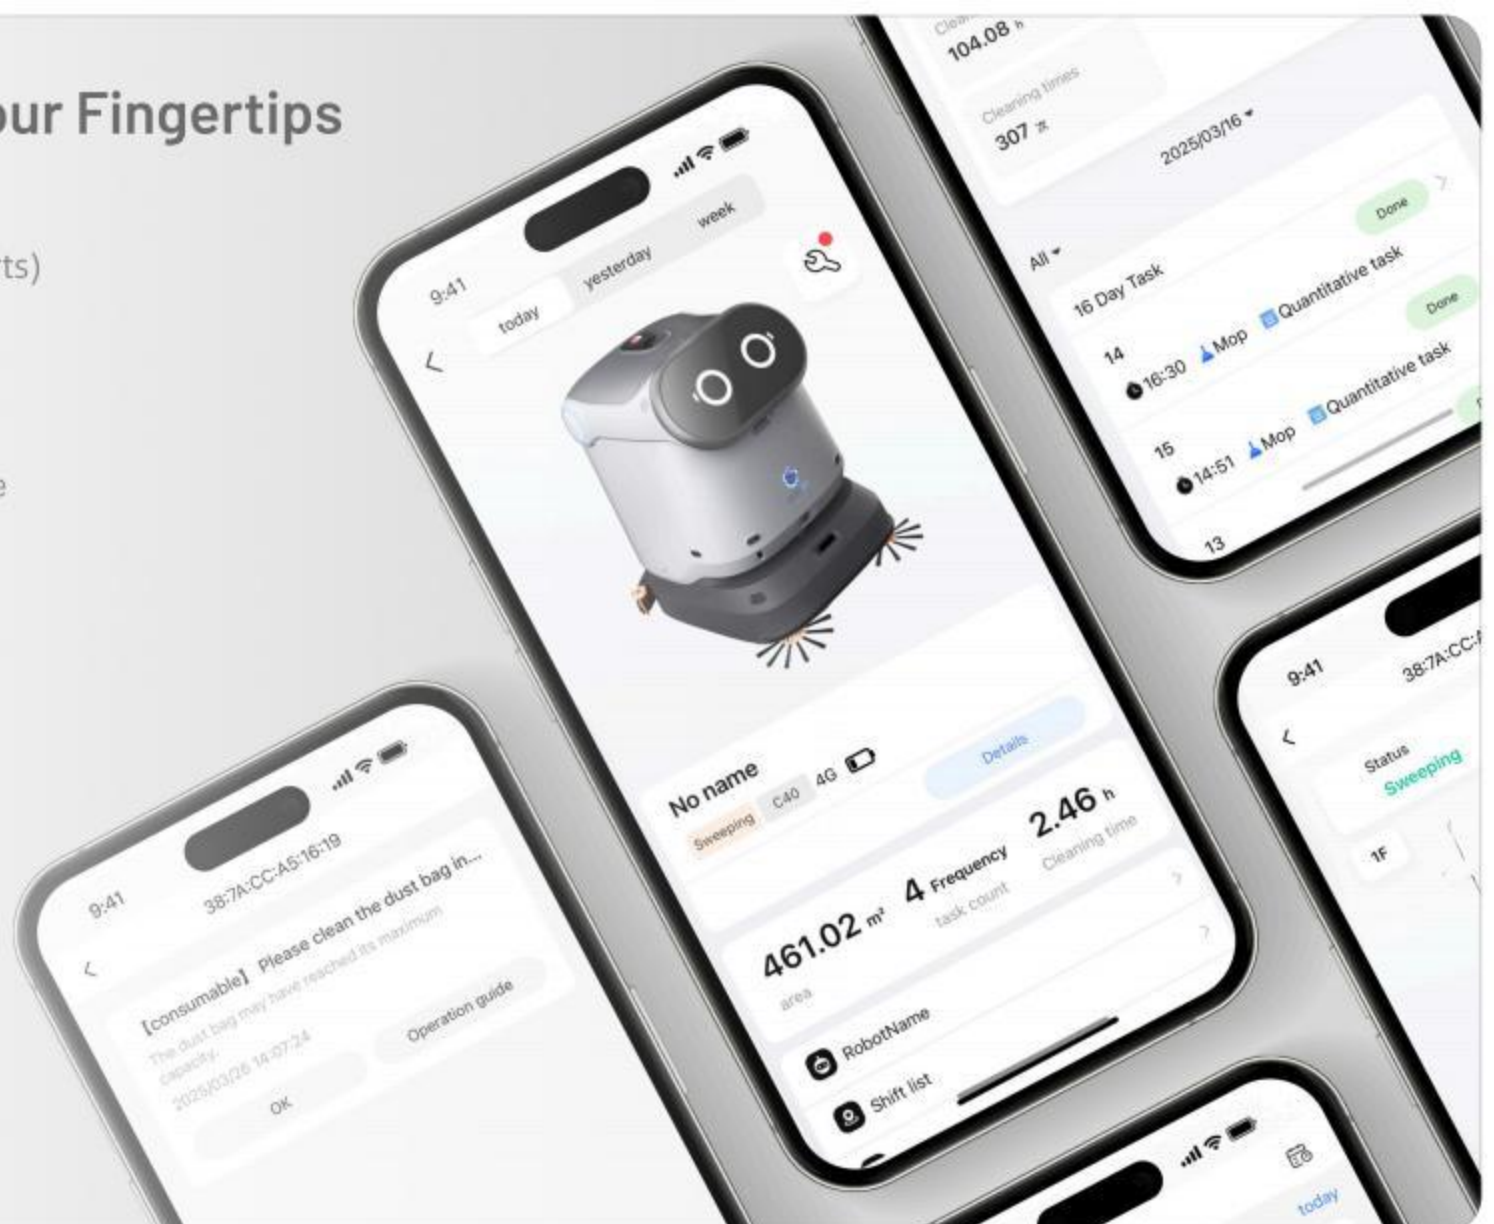 our Fingertips
rts)
e
9:41
today
yesterday
week
No name
Sweeping
C40
4G
Details
461.02 m²
area
4 Frequency
task count
2.46 h
Cleaning time
RobotName
Shift list
104.08 h
Cleaning times
307
2025/03/16
All
16 Day Task
Done
14
16:30 Mop Quantitative task
Done
15
14:51 Mop Quantitative task
13
9:41
38:7A:CC:A5:16:19
【consumable】 Please clean the dust bag in...
The dust bag may have reached its maximum
capacity.
2025/03/26 14:07:24
OK
Operation guide
9:41
38:7A:CC:
Status
Sweeping
1F
today